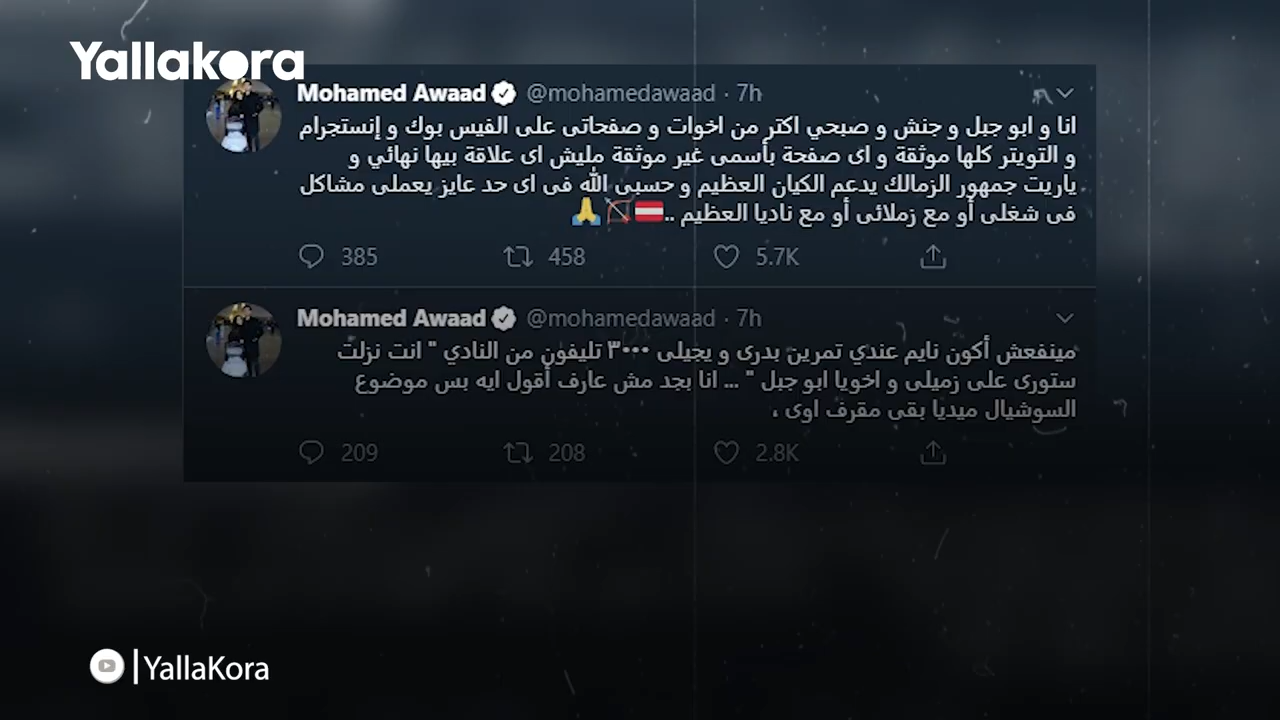 Yallakora
Mohamed Awaad @mohamedawaad · 7h
انا و ابو جبل و جنش و صبحي اكتر من اخوات و صفحاتى على الفيس بوك و إنستجرام
و التويتر كلها موثقة و اى صفحة بأسمى غير موثقة مليش اى علاقة بيها نهائي و
ياريت جمهور الزمالك يدعم الكيان العظيم و حسبى الله فى اى حد عايز يعملى مشاكل
فى شغلى أو مع زملائى أو مع ناديا العظيم ..🇦🇹🏹🙏
385 458 5.7K
Mohamed Awaad @mohamedawaad · 7h
مينفعش أكون نايم عندي تمرين بدرى و يجيلى ٣٠٠٠ تليفون من النادي " انت نزلت
ستورى على زميلى و اخويا ابو جبل " ... انا بجد مش عارف أقول ايه بس موضوع
السوشيال ميديا بقى مقرف اوى ،
209 208 2.8K
YallaKora